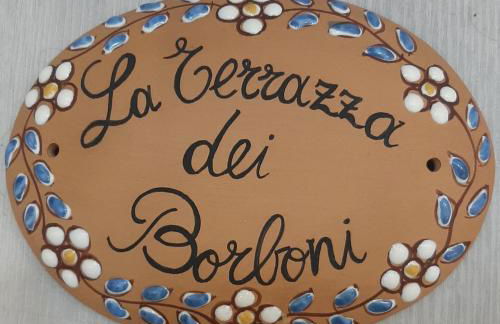 La Terrazza
dei
Borboni